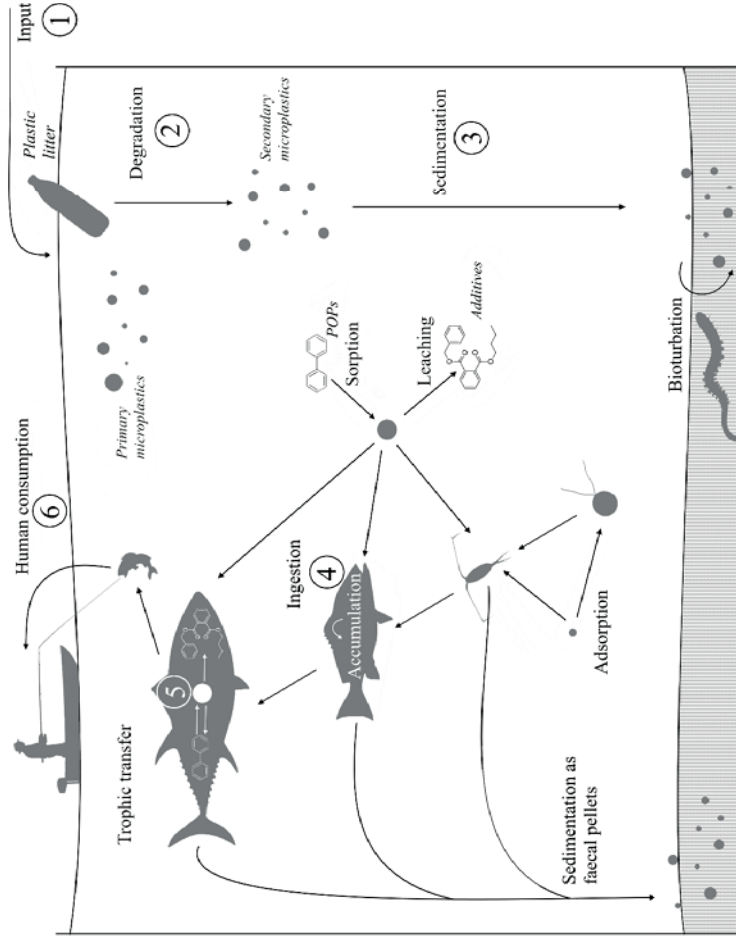 Input
1
Plastic
litter
Human consumption
6
Primary
microplastics
Degradation
2
Secondary
microplastics
Trophic transfer
5
Ingestion
4
Accumulation
POPs
Sorption
Leaching
Additives
Sedimentation
3
Adsorption
Sedimentation as
faecal pellets
Bioturbation